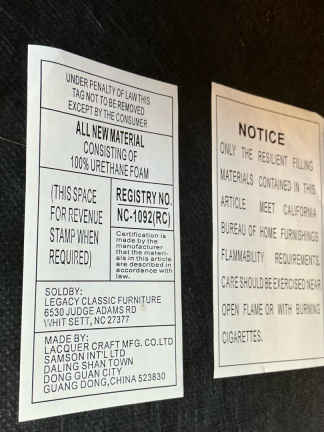 UNDER PENALTY OF LAW THIS
TAG NOT TO BE REMOVED
EXCEPT BY THE CONSUMER
ALL NEW MATERIAL
CONSISTING OF
100% URETHANE FOAM
(THIS SPACE
FOR REVENUE
STAMP WHEN
REQUIRED)
REGISTRY NO.
NC-1092(RC)
Certification is
made by the
manufacturer
that the materi-
als in this article
are described in
accordance with
law.
SOLDBY:
LEGACY CLASSIC FURNITURE
6530 JUDGE ADAMS RD
WHIT SETT, NC 27377
MADE BY:
LACQUER CRAFT MFG. CO.LTD
SAMSON INT'L LTD
DALING SHAN TOWN
DONG GUAN CITY
GUANG DONG,CHINA 523830
NOTICE
ONLY THE RESILIENT FILLING
MATERIALS CONTAINED IN THIS
ARTICLE MEET CALIFORNIA
BUREAU OF HOME FURNISHINGS
FLAMMABILITY REQUIREMENTS.
CARE SHOULD BE EXERCISED NEAR
OPEN FLAME OR WITH BURNING
CIGARETTES.